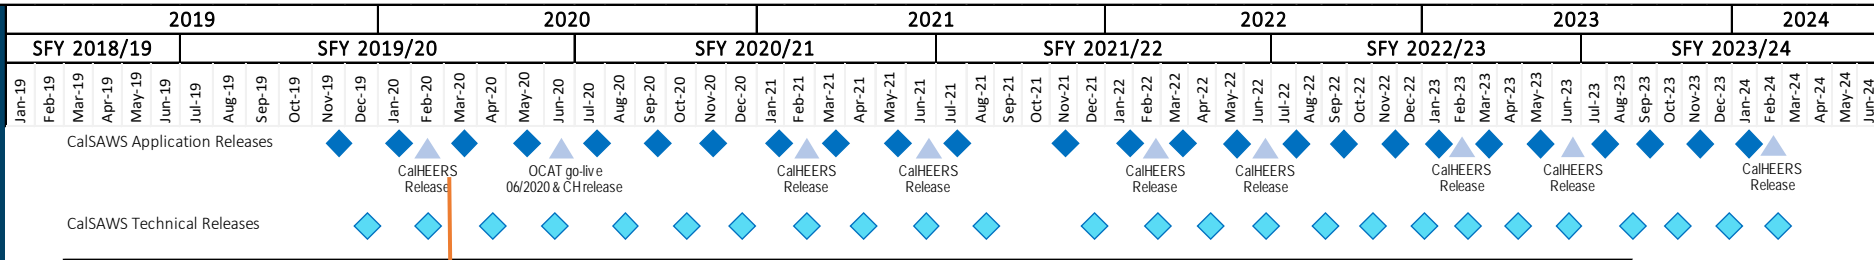 2019 2020 2021 2022 2023 2024
SFY 2018/19 SFY 2019/20 SFY 2020/21 SFY 2021/22 SFY 2022/23 SFY 2023/24
Jan-19 Feb-19 Mar-19 Apr-19 May-19 Jun-19 Jul-19 Aug-19 Sep-19 Oct-19 Nov-19 Dec-19 Jan-20 Feb-20 Mar-20 Apr-20 May-20 Jun-20 Jul-20 Aug-20 Sep-20 Oct-20 Nov-20 Dec-20 Jan-21 Feb-21 Mar-21 Apr-21 May-21 Jun-21 Jul-21 Aug-21 Sep-21 Oct-21 Nov-21 Dec-21 Jan-22 Feb-22 Mar-22 Apr-22 May-22 Jun-22 Jul-22 Aug-22 Sep-22 Oct-22 Nov-22 Dec-22 Jan-23 Feb-23 Mar-23 Apr-23 May-23 Jun-23 Jul-23 Aug-23 Sep-23 Oct-23 Nov-23 Dec-23 Jan-24 Feb-24 Mar-24 Apr-24 May-24 Jun-24
CalSAWS Application Releases
CalHEERS OCAT go-live CalHEERS CalHEERS CalHEERS CalHEERS CalHEERS CalHEERS CalHEERS
Release 06/2020 & CH release Release Release Release Release Release Release Release
CalSAWS Technical Releases